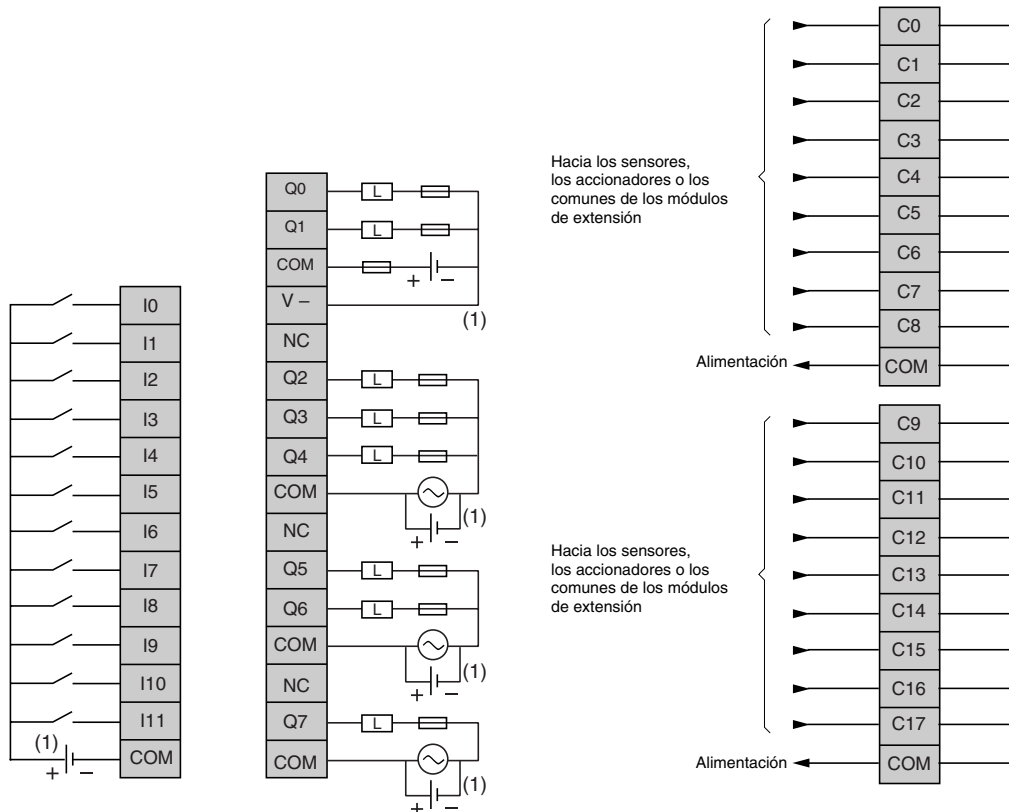 I0
I1
I2
I3
I4
I5
I6
I7
I8
I9
I10
I11
(1)
COM
+ –
Q0 L
Q1 L
COM
+ –
V –
(1)
NC
Q2 L
Q3 L
Q4 L
COM
(1)
+ –
NC
Q5 L
Q6 L
COM
(1)
+ –
NC
Q7 L
COM
(1)
+ –
Hacia los sensores,
los accionadores o los
comunes de los módulos
de extensión
C0
C1
C2
C3
C4
C5
C6
C7
C8
Alimentación COM
Hacia los sensores,
los accionadores o los
comunes de los módulos
de extensión
C9
C10
C11
C12
C13
C14
C15
C16
C17
Alimentación COM